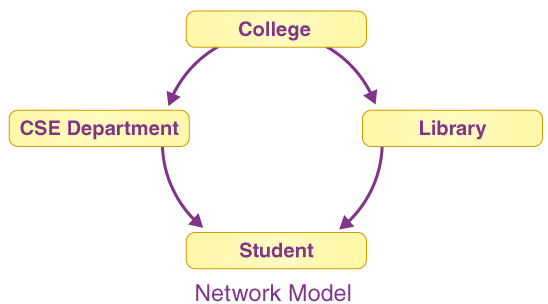 College
CSE Department
Library
Student
Network Model